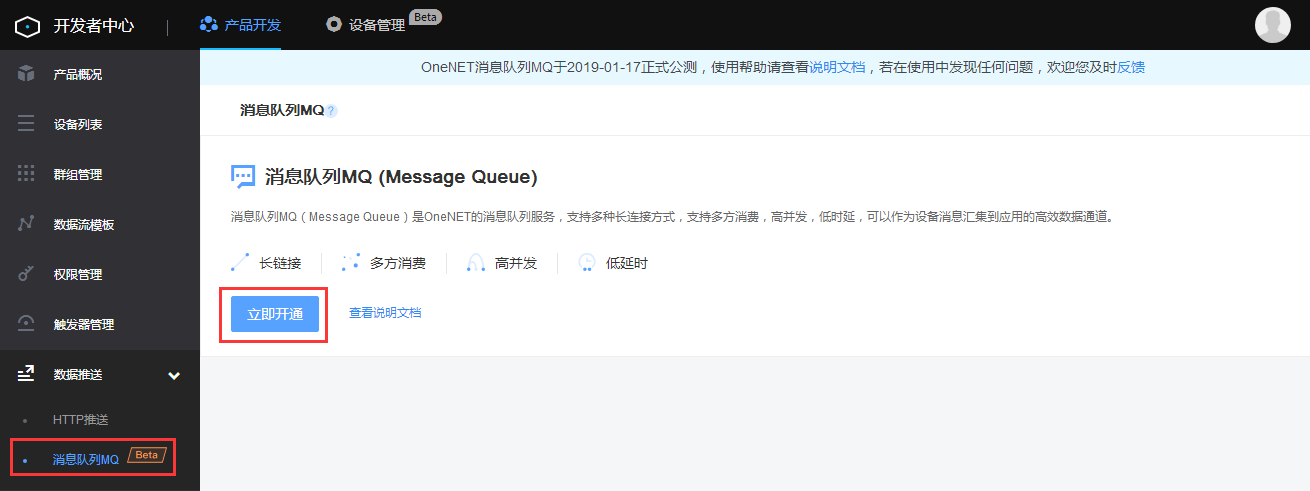 开发者中心
产品开发
设备管理 Beta
产品概况
设备列表
群组管理
数据流模板
权限管理
触发器管理
数据推送
HTTP推送
消息队列MQ Beta
OneNET消息队列MQ于2019-01-17正式公测，使用帮助请查看说明文档，若在使用中发现任何问题，欢迎您及时反馈
消息队列MQ ?
消息队列MQ (Message Queue)
消息队列MQ（Message Queue）是OneNET的消息队列服务，支持多种长连接方式，支持多方消费，高并发，低时延，可以作为设备消息汇集到应用的高效数据通道。
长链接 多方消费 高并发 低延时
立即开通 查看说明文档